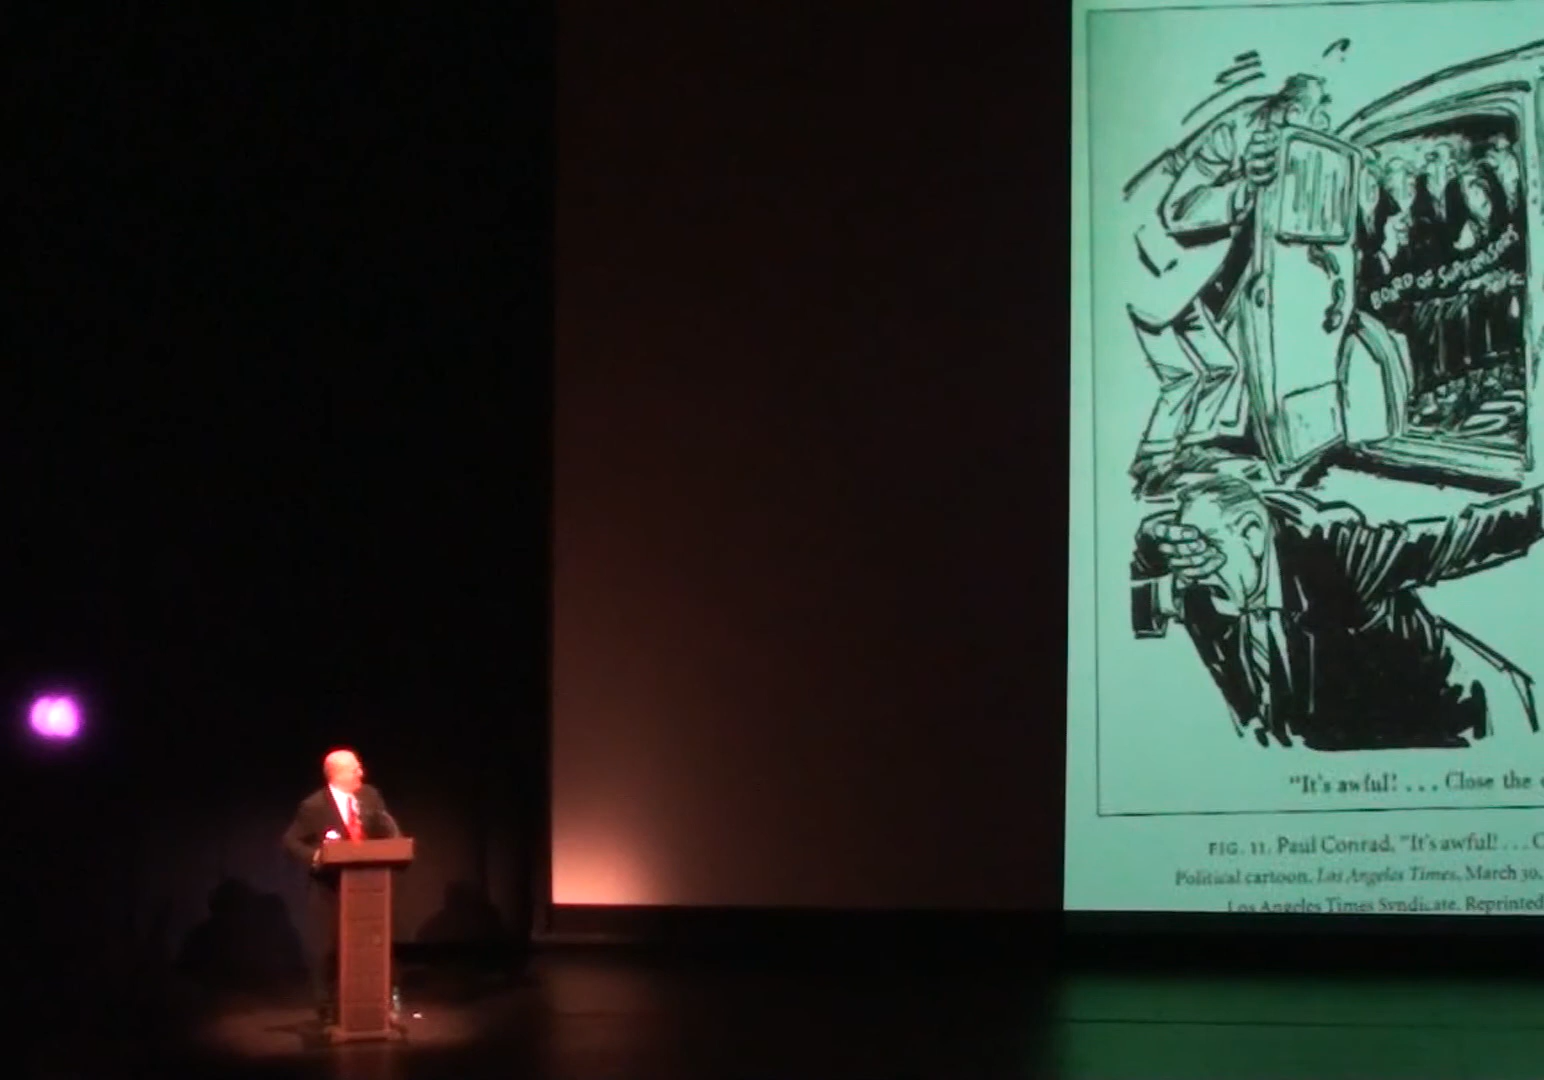 BOARD OF SUPERVISORS
"It's awful! . . . Close the
FIG. 11. Paul Conrad, "It's awful! . . .
Political cartoon. Los Angeles Times, March 30,
Los Angeles Times Syndicate. Reprinted